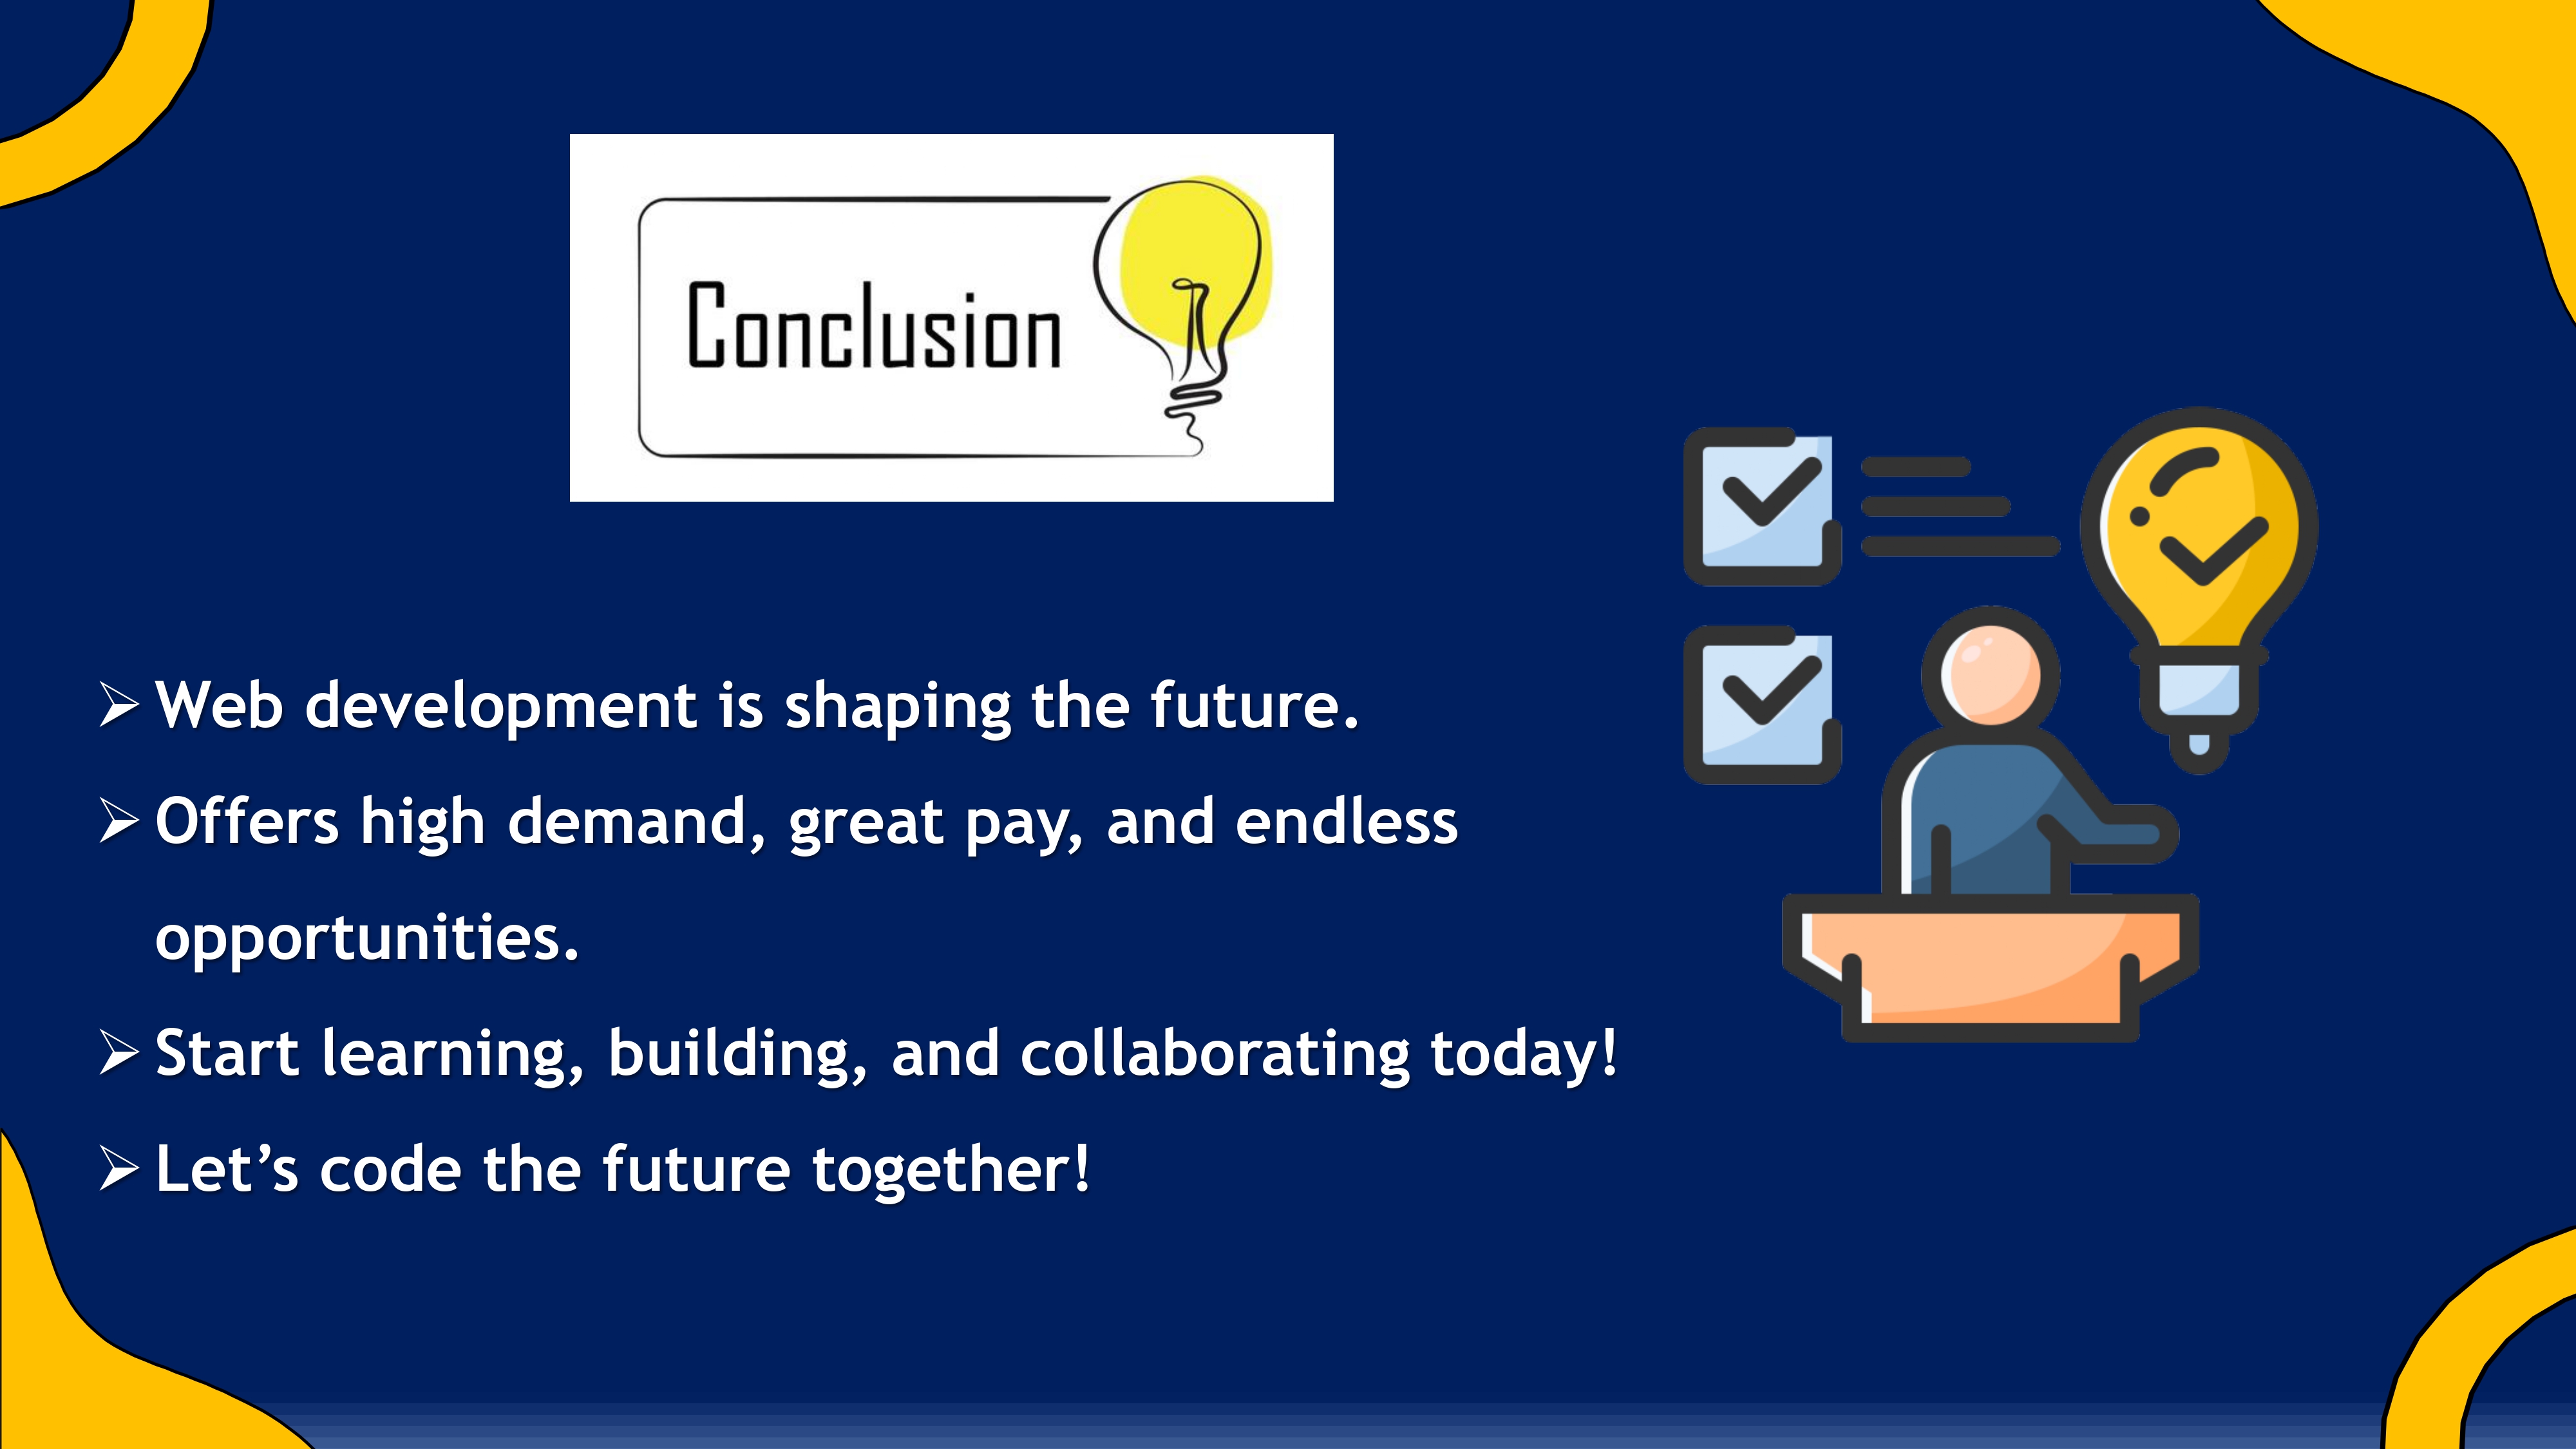 Conclusion
➢ Web development is shaping the future.
➢ Offers high demand, great pay, and endless
opportunities.
➢ Start learning, building, and collaborating today!
➢ Let’s code the future together!